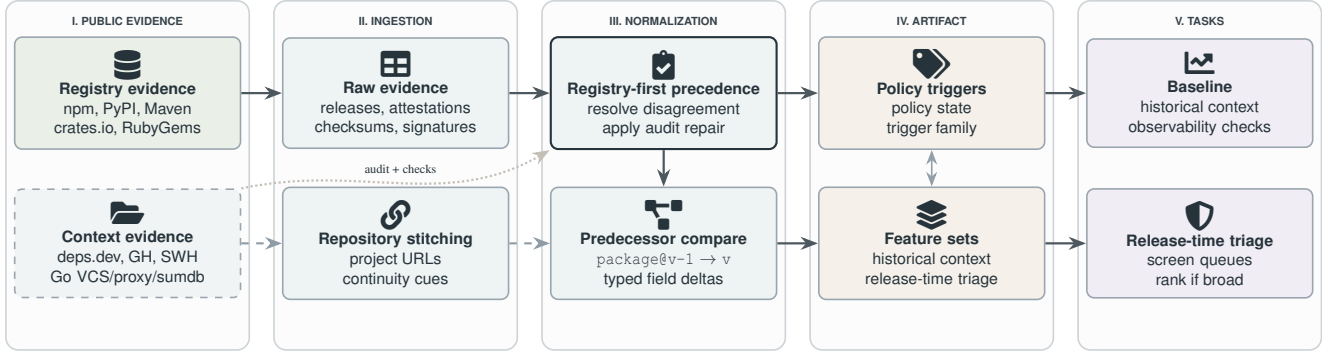 I. PUBLIC EVIDENCE
Registry evidence
npm, PyPI, Maven
crates.io, RubyGems
Context evidence
deps.dev, GH, SWH
Go VCS/proxy/sumdb
II. INGESTION
Raw evidence
releases, attestations
checksums, signatures
audit + checks
Repository stitching
project URLs
continuity cues
III. NORMALIZATION
Registry-first precedence
resolve disagreement
apply audit repair
Predecessor compare
package@v-1 → v
typed field deltas
IV. ARTIFACT
Policy triggers
policy state
trigger family
Feature sets
historical context
release-time triage
V. TASKS
Baseline
historical context
observability checks
Release-time triage
screen queues
rank if broad